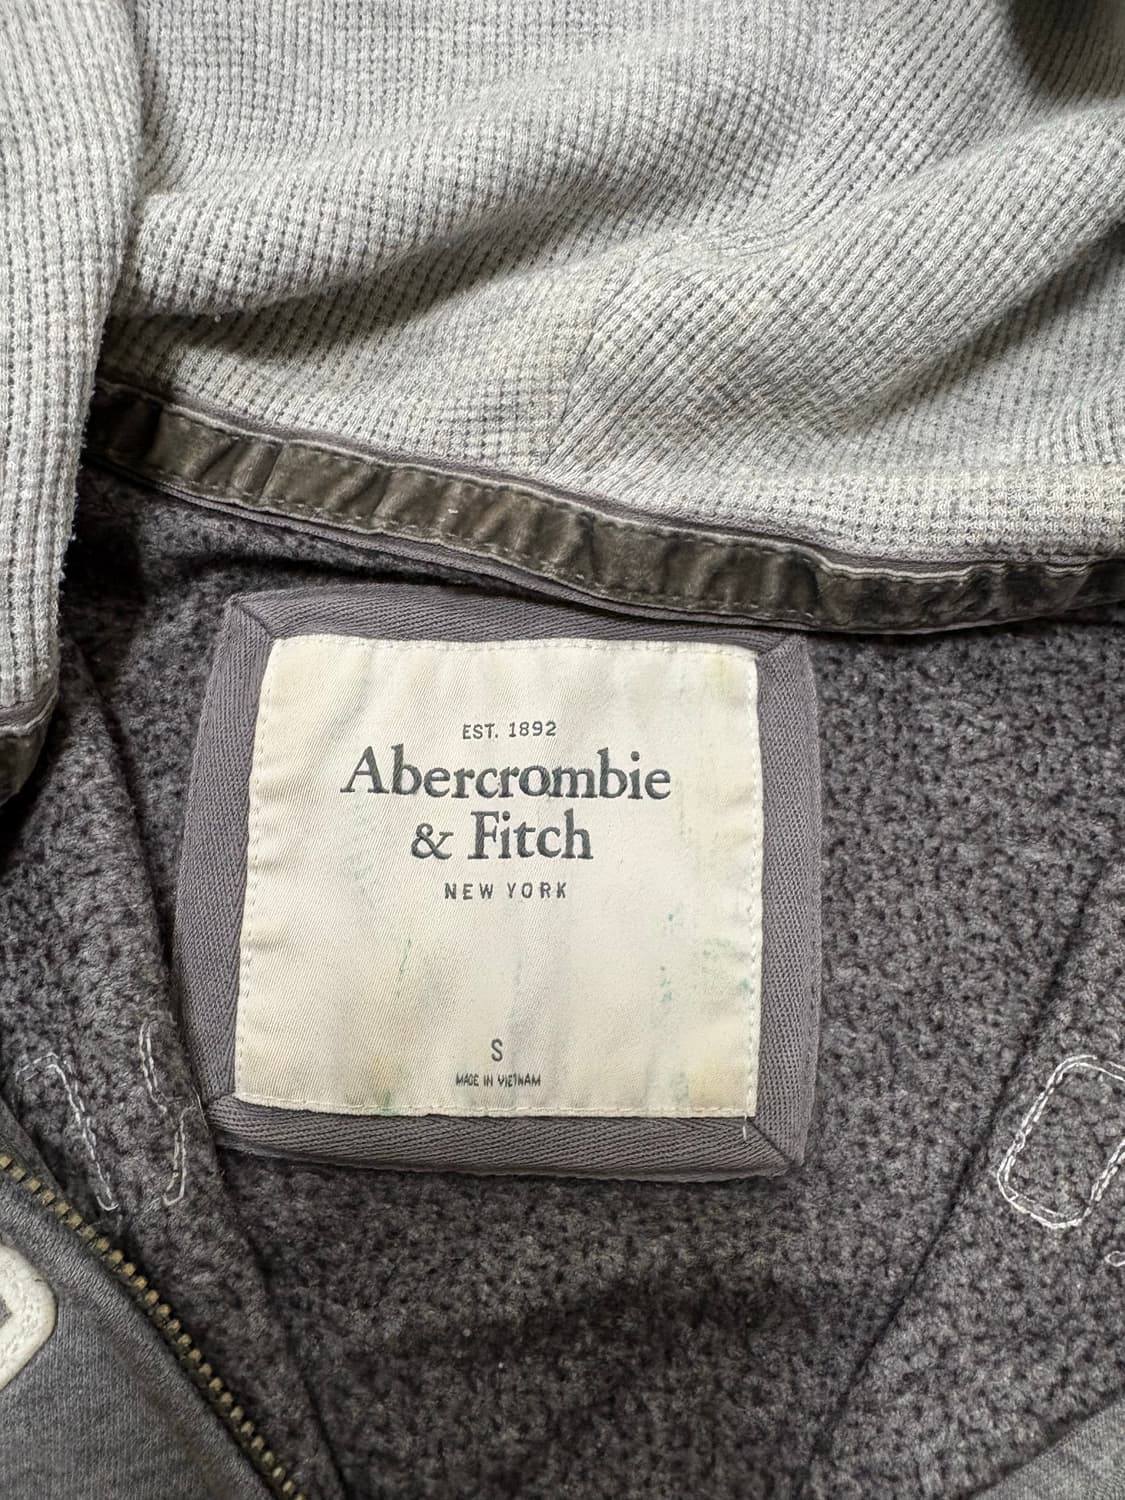 EST. 1892
Abercrombie
& Fitch
NEW YORK
S
MADE IN VIETNAM